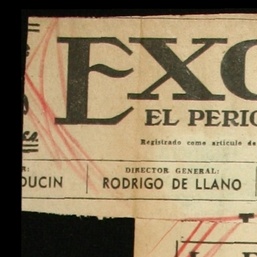 EXC
EL PERIO
Registrado como artículo de
DIRECTOR GENERAL:
DUCIN RODRIGO DE LLANO